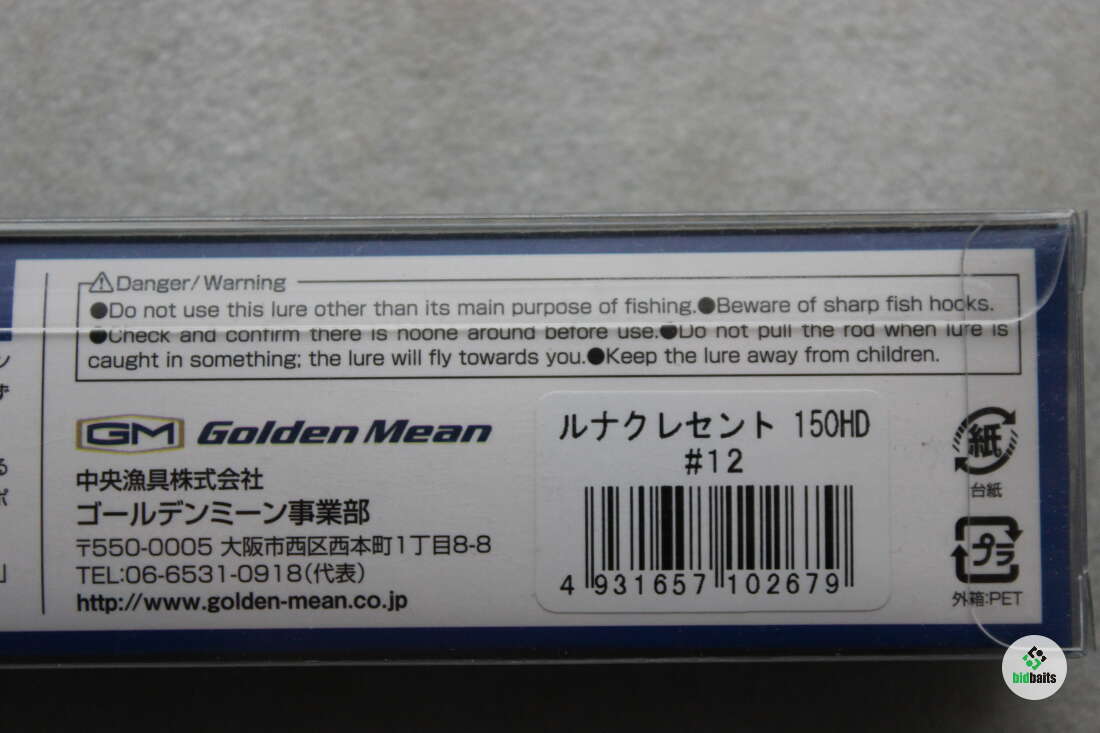 ⚠Danger/Warning
●Do not use this lure other than its main purpose of fishing.●Beware of sharp fish hooks.
●Check and confirm there is noone around before use.●Do not pull the rod when lure is
caught in something; the lure will fly towards you.●Keep the lure away from children.
GM Golden Mean
中央漁具株式会社
ゴールデンミーン事業部
〒550-0005 大阪市西区西本町1丁目8-8
TEL:06-6531-0918(代表)
http://www.golden-mean.co.jp
ルナクレセント 150HD
#12
4 931657 102679
紙
台紙
プラ
外箱:PET
bidbaits